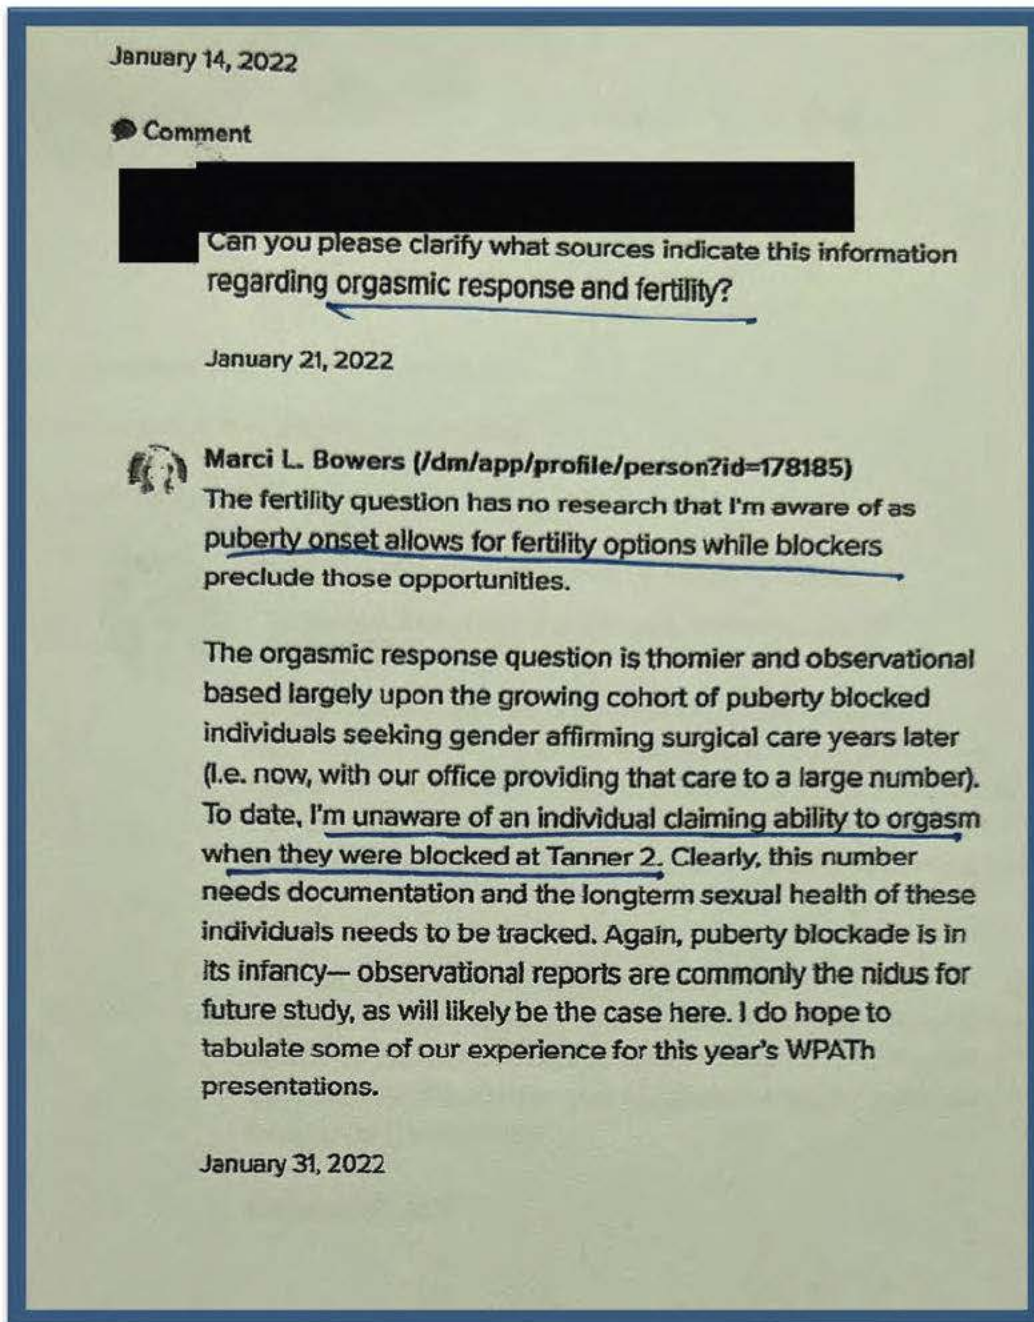 January 14, 2022
Comment
Can you please clarify what sources indicate this information
regarding orgasmic response and fertility?
January 21, 2022
Marci L. Bowers (/dm/app/profile/person?id=178185)
The fertility question has no research that I'm aware of as
puberty onset allows for fertility options while blockers
preclude those opportunities.
The orgasmic response question is thornier and observational
based largely upon the growing cohort of puberty blocked
individuals seeking gender affirming surgical care years later
(I.e. now, with our office providing that care to a large number).
To date, I'm unaware of an individual claiming ability to orgasm
when they were blocked at Tanner 2. Clearly, this number
needs documentation and the longterm sexual health of these
individuals needs to be tracked. Again, puberty blockade is in
its infancy— observational reports are commonly the nidus for
future study, as will likely be the case here. I do hope to
tabulate some of our experience for this year's WPATh
presentations.
January 31, 2022